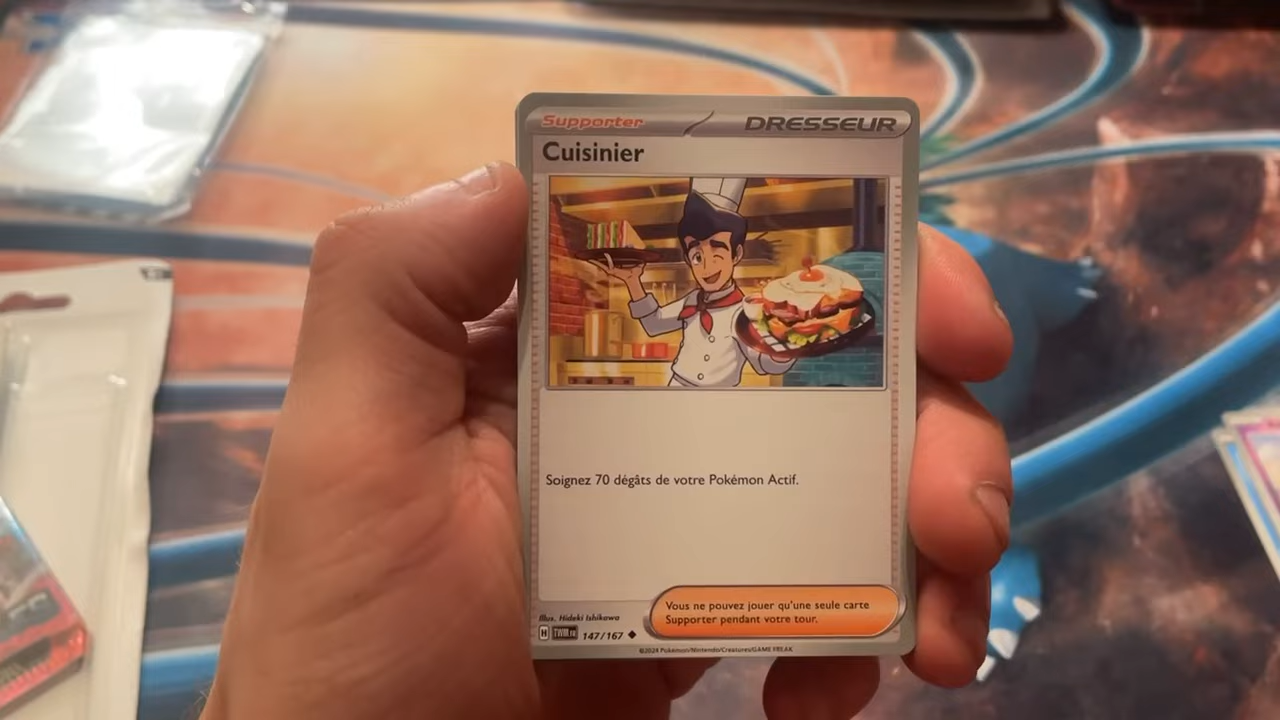 Supporter DRESSEUR
Cuisinier
Soignez 70 dégâts de votre Pokémon Actif.
Vous ne pouvez jouer qu'une seule carte
Supporter pendant votre tour.
Illus. Hideki Ishikawa
H TWM FR 147/167
©2024 Pokémon/Nintendo/Creatures/GAME FREAK